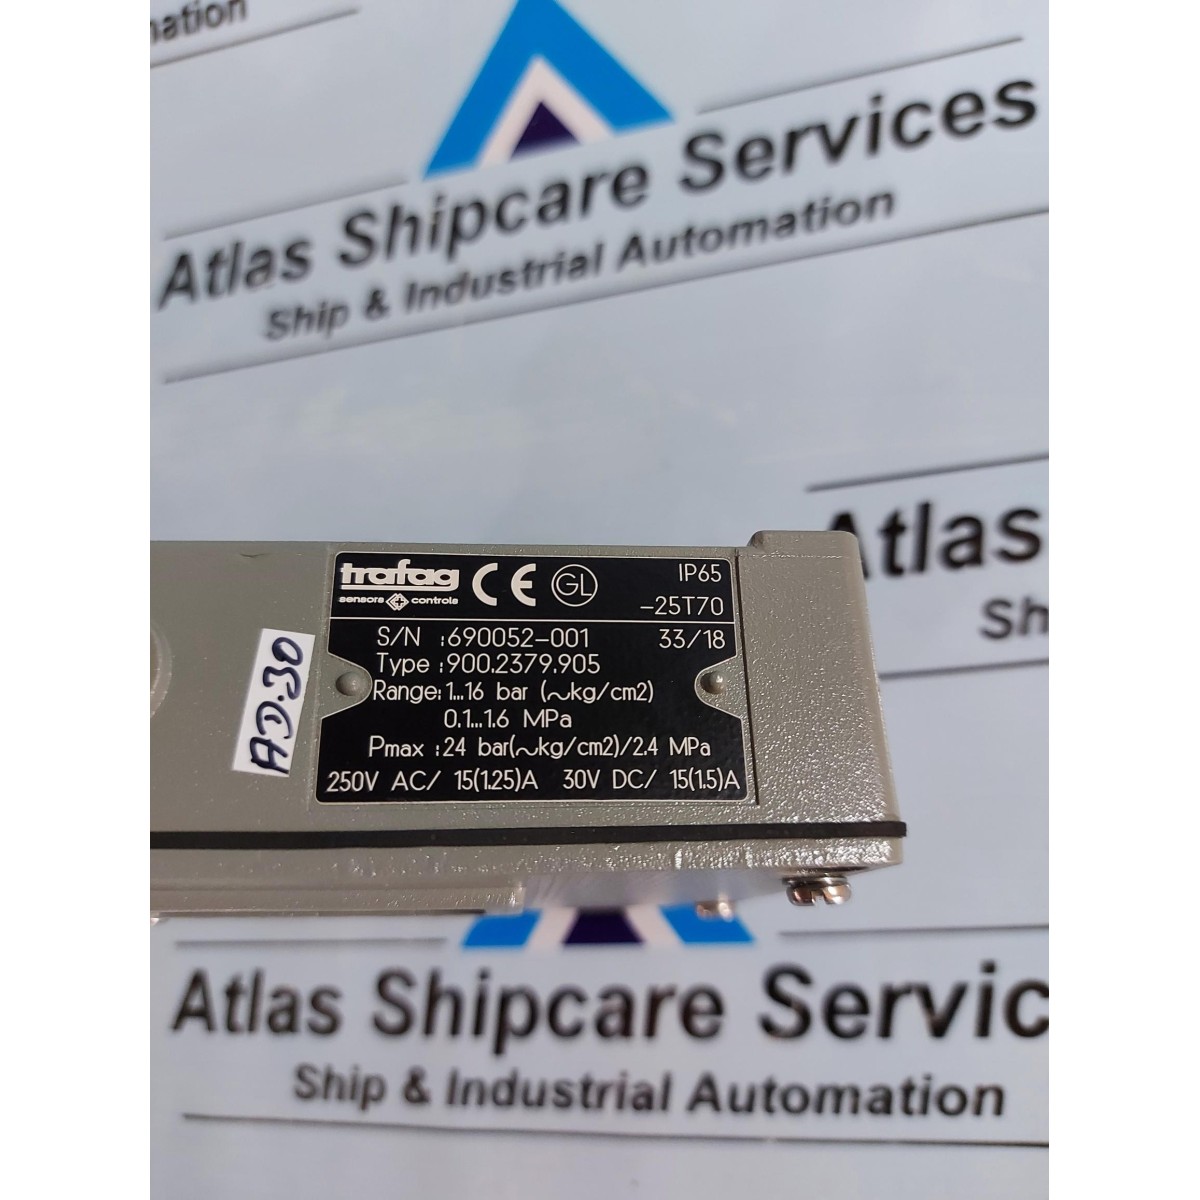 ation
Atlas Shipcare Services
Ship & Industrial Automation
Atlas
Sh
trafag
sensors controls
CE
GL
IP65
-25T70
S/N :690052-001 33/18
Type :900.2379.905
Range: 1...16 bar (~kg/cm2)
0.1...1.6 MPa
Pmax :24 bar(~kg/cm2)/2.4 MPa
250V AC/ 15(1.25)A 30V DC/ 15(1.5)A
AD-30
Atlas Shipcare Servic
Ship & Industrial Automation